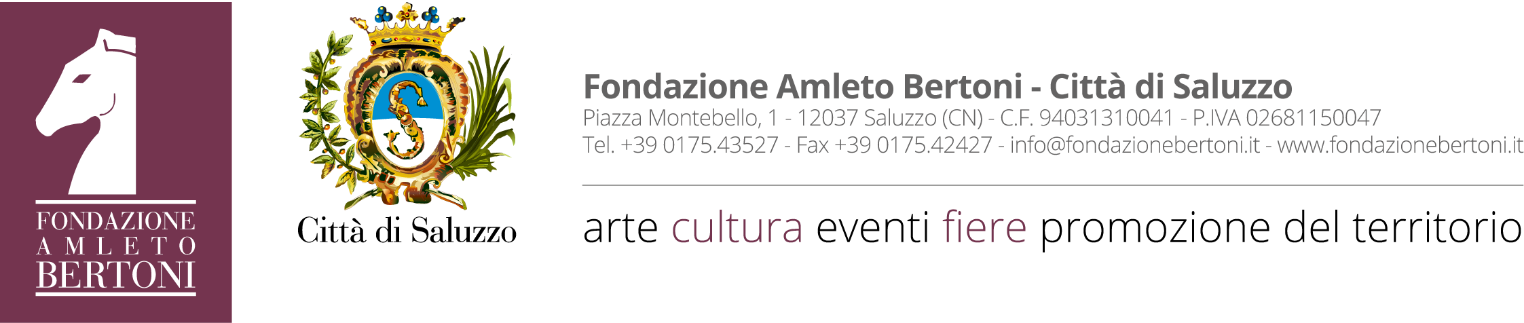 FONDAZIONE
AMLETO
BERTONI
Città di Saluzzo
Fondazione Amleto Bertoni - Città di Saluzzo
Piazza Montebello, 1 - 12037 Saluzzo (CN) - C.F. 94031310041 - P.IVA 02681150047
Tel. +39 0175.43527 - Fax +39 0175.42427 - info@fondazionebertoni.it - www.fondazionebertoni.it
arte cultura eventi fiere promozione del territorio